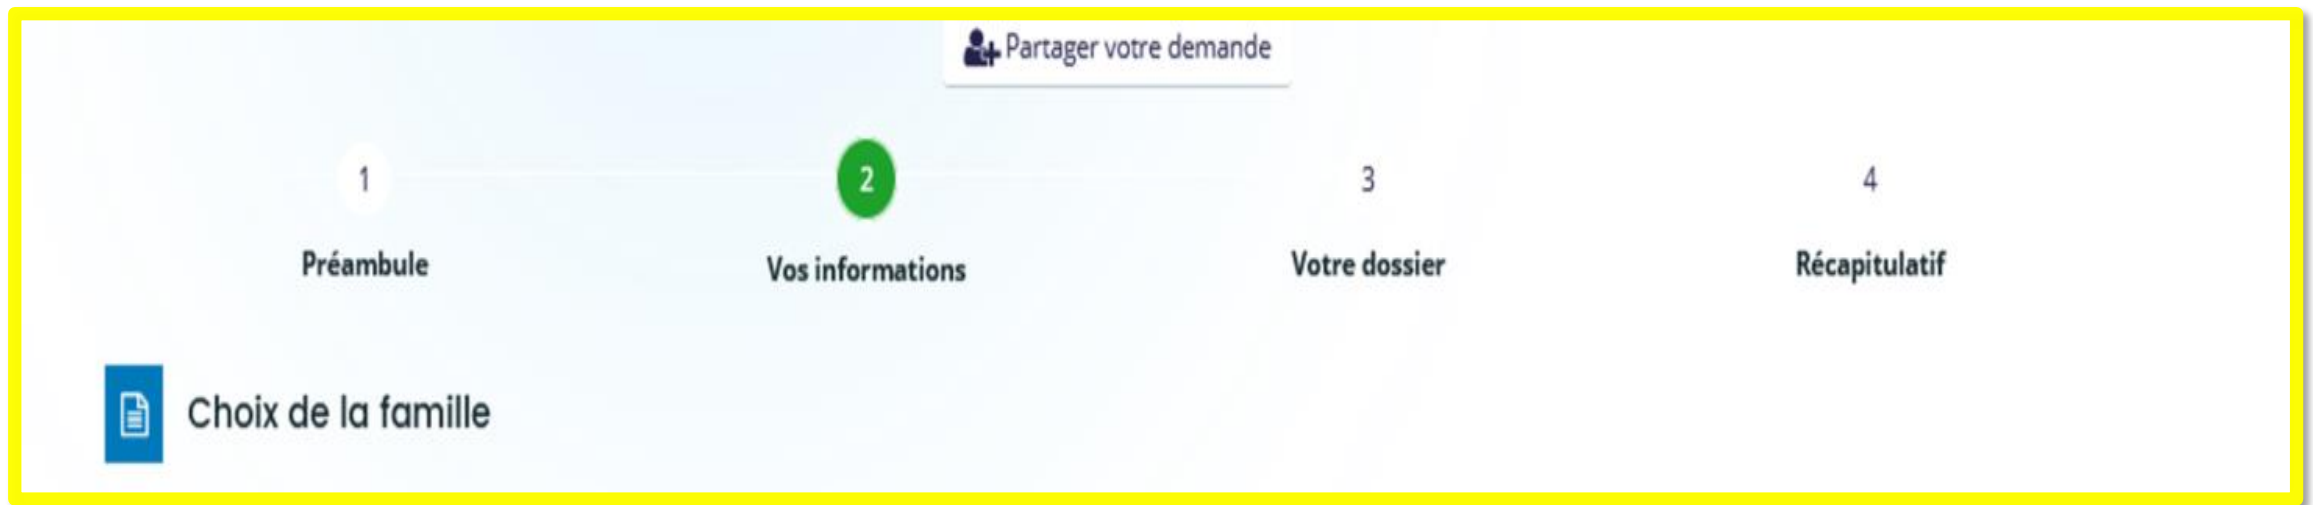 Partager votre demande
1
2
3
4
Préambule
Vos informations
Votre dossier
Récapitulatif
Choix de la famille